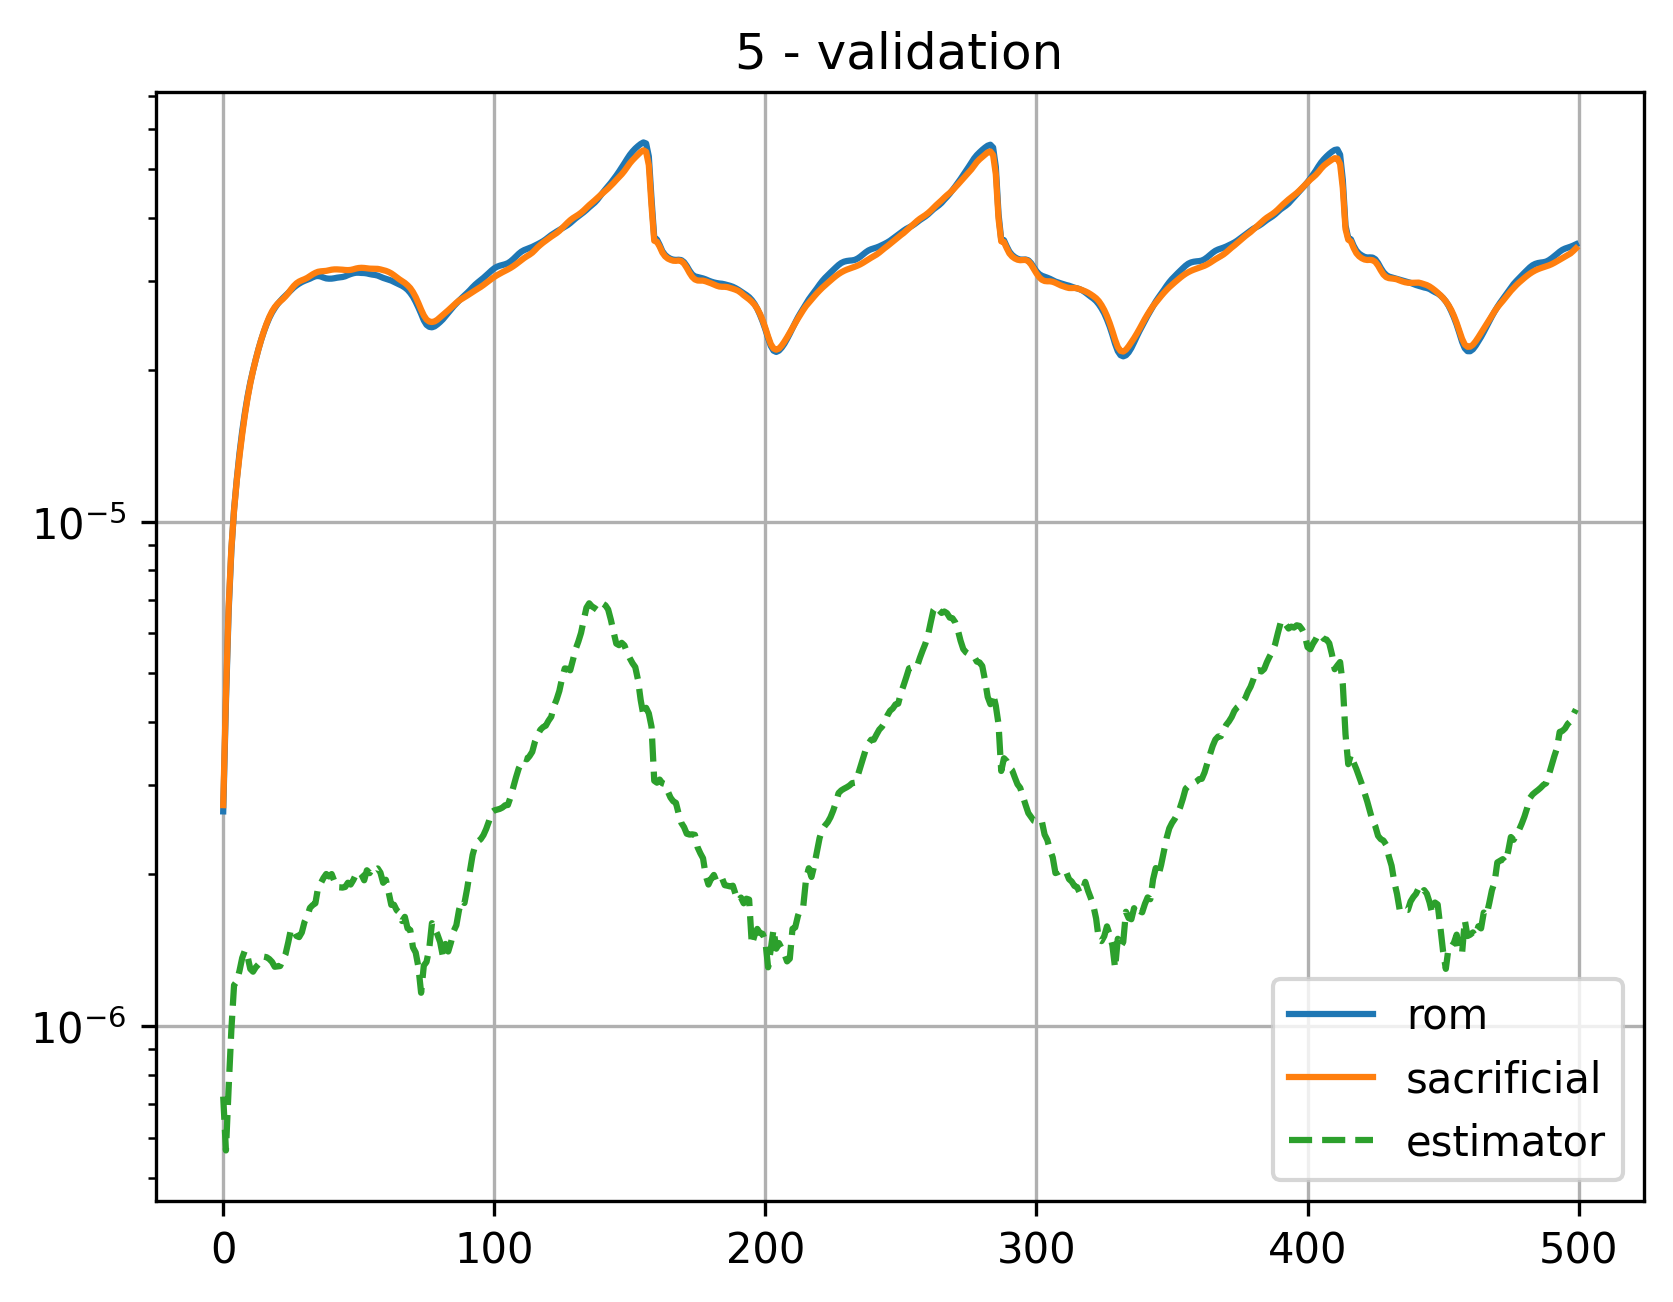 5 - validation
10⁻⁵
10⁻⁶
rom
sacrificial
estimator
0 100 200 300 400 500